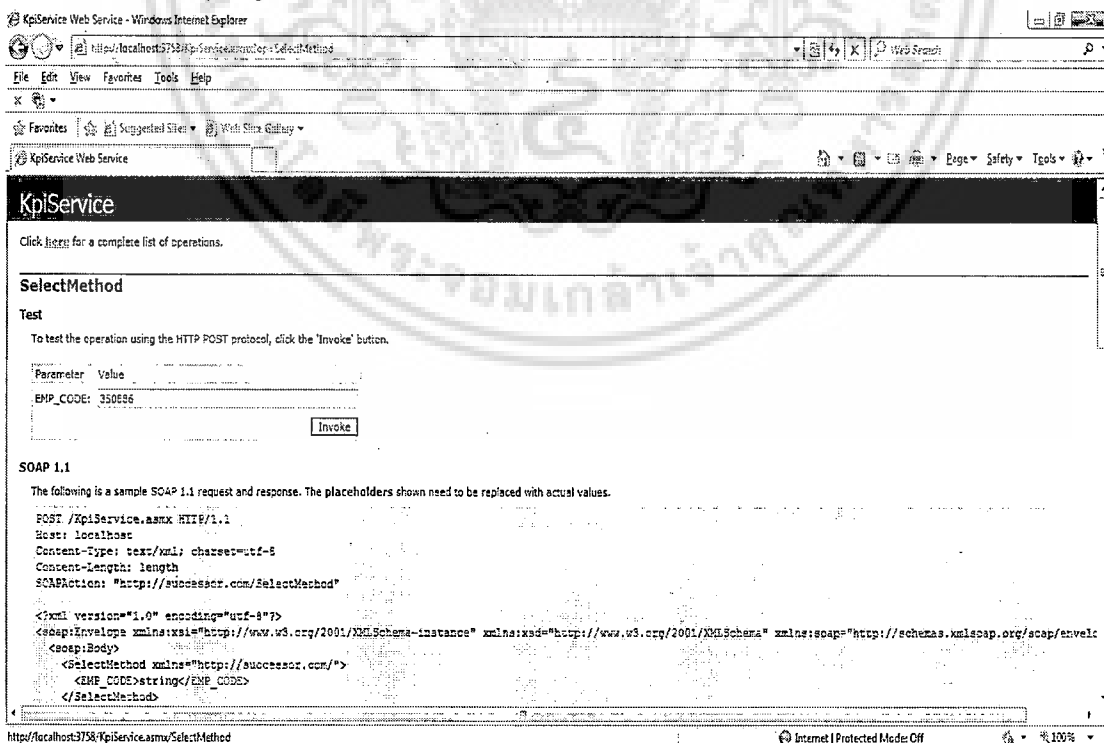 KpiService Web Service - Windows Internet Explorer
http://localhost:3758/KpiService.asmx?op=SelectMethod
Web Search
File Edit View Favorites Tools Help
Favorites Suggested Sites Web Slice Gallery
KpiService Web Service
Page Safety Tools
KpiService
Click here for a complete list of operations.
SelectMethod
Test
To test the operation using the HTTP POST protocol, click the 'Invoke' button.
Parameter Value
EMP_CODE: 350886
Invoke
SOAP 1.1
The following is a sample SOAP 1.1 request and response. The placeholders shown need to be replaced with actual values.
POST /KpiService.asmx HTTP/1.1
Host: localhost
Content-Type: text/xml; charset=utf-8
Content-Length: length
SOAPAction: "http://successor.com/SelectMethod"
<?xml version="1.0" encoding="utf-8"?>
<soap:Envelope xmlns:xsi="http://www.w3.org/2001/XMLSchema-instance" xmlns:xsd="http://www.w3.org/2001/XMLSchema" xmlns:soap="http://schemas.xmlsoap.org/soap/envelo
<soap:Body>
<SelectMethod xmlns="http://successor.com/">
<EMP_CODE>string</EMP_CODE>
</SelectMethod>
http://localhost:3758/KpiService.asmx/SelectMethod
Internet | Protected Mode: Off
100%